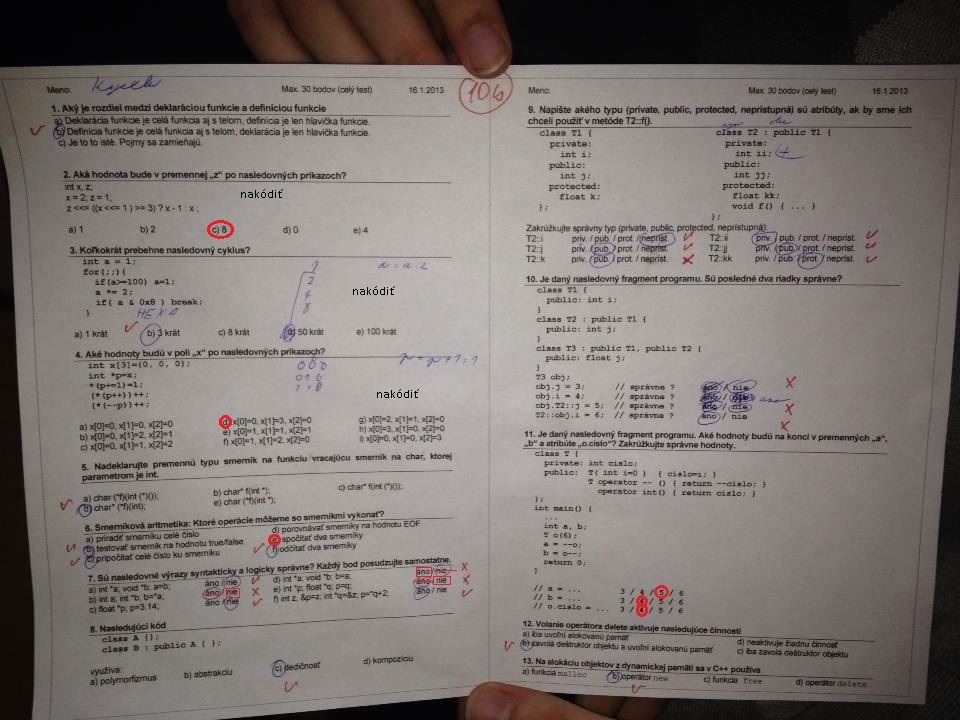 Meno:
Max. 30 bodov (celý test)
16.1.2013
10b
1. Aký je rozdiel medzi deklaráciou funkcie a definíciou funkcie
a) Deklarácia funkcie je celá funkcia aj s telom, definícia je len hlavička funkcie.
b) Definícia funkcie je celá funkcia aj s telom, deklarácia je len hlavička funkcie.
c) Je to to isté. Pojmy sa zamieňajú.
2. Aká hodnota bude v premennej „z" po nasledovných príkazoch?
int x, z;
x = 2; z = 1;
z <<= ((x <<= 1 ) >= 3) ? x - 1 : x ;
nakódiť
a) 1 b) 2 c) 8 d) 0 e) 4
3. Koľkokrát prebehne nasledovný cyklus?
int a = 1;
for(;;){
if(a>=100) a=1;
a *= 2;
if( a & 0x8 ) break;
}
HEXA
1
2
4
8
nakódiť
a) 1 krát b) 3 krát c) 8 krát d) 50 krát e) 100 krát
4. Aké hodnoty budú v poli „x" po nasledovných príkazoch?
int x[3]={0, 0, 0};
int *p=x;
*(p+=1)=1;
(*(p++))++;
(*(--p))++;
000
010
nakódiť
a) x[0]=0, x[1]=0, x[2]=0 d) x[0]=0, x[1]=3, x[2]=0 g) x[0]=2, x[1]=1, x[2]=0
b) x[0]=0, x[1]=2, x[2]=1 e) x[0]=1, x[1]=1, x[2]=1 h) x[0]=3, x[1]=0, x[2]=0
c) x[0]=0, x[1]=1, x[2]=2 f) x[0]=1, x[1]=2, x[2]=0 i) x[0]=0, x[1]=0, x[2]=3
5. Nadeklarujte premennú typu smerník na funkciu vracajúcu smerník na char, ktorej
parametrom je int.
a) char (*f)(int (*)()); b) char* f(int *); c) char* f(int (*)());
d) char* (*f)(int); e) char (*f)(int *);
6. Smerníková aritmetika: Ktoré operácie môžeme so smerníkmi vykonať?
a) priradiť smerníku celé číslo d) porovnávať smerníky na hodnotu EOF
b) testovať smerník na hodnotu true/false e) spočítať dva smerníky
c) pripočítať celé číslo ku smerníku f) odčítať dva smerníky
7. Sú nasledovné výrazy syntakticky a logicky správne? Každý bod posudzujte samostatne.
a) int *a; void *b; a=b; áno / nie d) int *a; void *b; b=a; áno / nie
b) int a; int *b; b=*a; áno / nie e) int *p; float *q; p=q; áno / nie
c) float *p; p=3.14; áno / nie f) int z, &p=z; int *q=&z; p=*q+2; áno / nie
8. Nasledujúci kód
class A {};
class B : public A { };
využíva:
a) polymorfizmus b) abstrakciu c) dedičnosť d) kompozíciu
Meno:
Max. 30 bodov (celý test)
16.1.2013
9. Napíšte akého typu (private, public, protected, neprístupná) sú atribúty, ak by sme ich
chceli použiť v metóde T2::f().
class T1 {
private:
int i;
public:
int j;
protected:
float k;
};
class T2 : public T1 {
private:
int ii;
public:
int jj;
protected:
float kk;
void f() { ... }
};
Zakrúžkujte správny typ (private, public, protected, neprístupná):
T2::i priv. / pub. / prot. / neprist. T2::ii priv. / pub. / prot. / neprist.
T2::j priv. / pub. / prot. / neprist. T2::jj priv. / pub. / prot. / neprist.
T2::k priv. / pub. / prot. / neprist. T2::kk priv. / pub. / prot. / neprist.
10. Je daný nasledovný fragment programu. Sú posledné dva riadky správne?
class T1 {
public: int i;
}
class T2 : public T1 {
public: int j;
}
class T3 : public T1, public T2 {
public: float j;
}
T3 obj;
obj.j = 3; // správne ? áno / nie
obj.i = 4; // správne ? áno / nie áno
obj.T2::j = 5; // správne ? áno / nie
T2::obj.i = 6; // správne ? áno / nie
11. Je daný nasledovný fragment programu. Aké hodnoty budú na konci v premenných „a",
„b" a atribúte „o.cislo"? Zakrúžkujte správne hodnoty.
class T {
private: int cislo;
public: T( int i=0 ) { cislo=i; }
T operator -- () { return --cislo; }
operator int() { return cislo; }
};
int main() {
...
int a, b;
T o(6);
a = --o;
b = o--;
return 0;
}
// a = ... 3 / 4 / 5 / 6
// b = ... 3 / 4 / 5 / 6
// o.cislo = ... 3 / 4 / 5 / 6
12. Volanie operátora delete aktivuje nasledujúce činnosti
a) iba uvoľní alokovanú pamäť d) neaktivuje žiadnu činnosť
b) zavolá deštruktor objektu a uvoľní alokovanú pamäť c) iba zavolá deštruktor objektu
13. Na alokáciu objektov z dynamickej pamäti sa v C++ používa
a) funkcia malloc b) operátor new c) funkcia free d) operátor delete